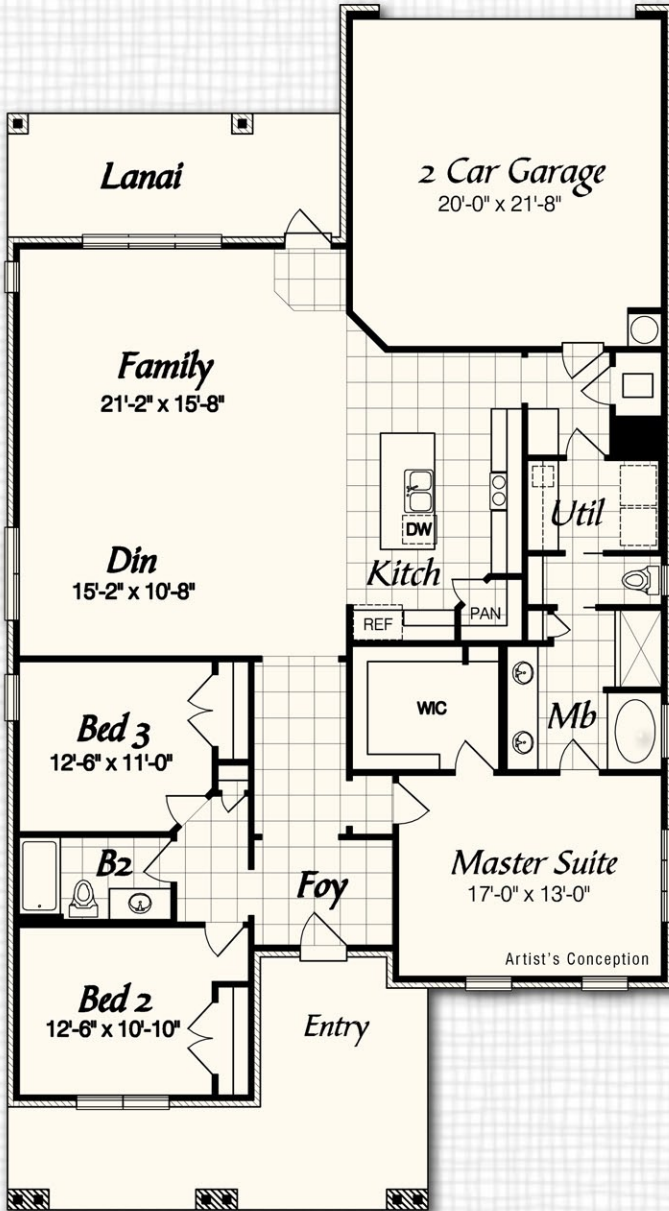 Lanai
2 Car Garage
20'-0" x 21'-8"
Family
21'-2" x 15'-8"
DW
Util
Din
15'-2" x 10'-8"
Kitch
REF
PAN
WIC
Bed 3
12'-6" x 11'-0"
Mb
B2
Foy
Master Suite
17'-0" x 13'-0"
Artist's Conception
Bed 2
12'-6" x 10'-10"
Entry